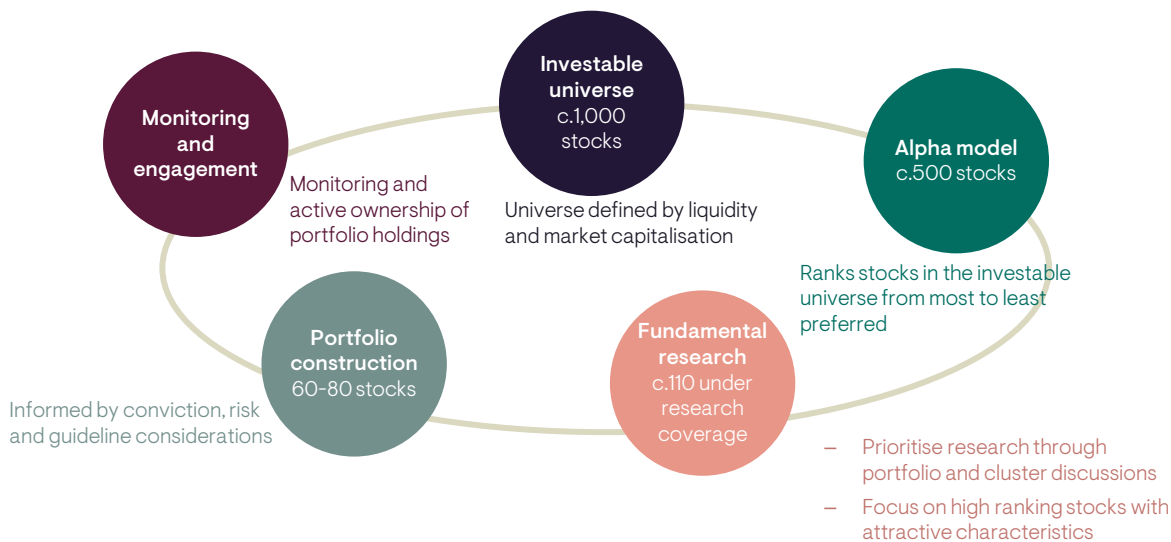 Investable
universe
c.1,000
stocks
Universe defined by liquidity
and market capitalisation
Alpha model
c.500 stocks
Ranks stocks in the investable
universe from most to least
preferred
Fundamental
research
c.110 under
research
coverage
– Prioritise research through
portfolio and cluster discussions
– Focus on high ranking stocks with
attractive characteristics
Portfolio
construction
60-80 stocks
Informed by conviction, risk
and guideline considerations
Monitoring
and
engagement
Monitoring and
active ownership of
portfolio holdings